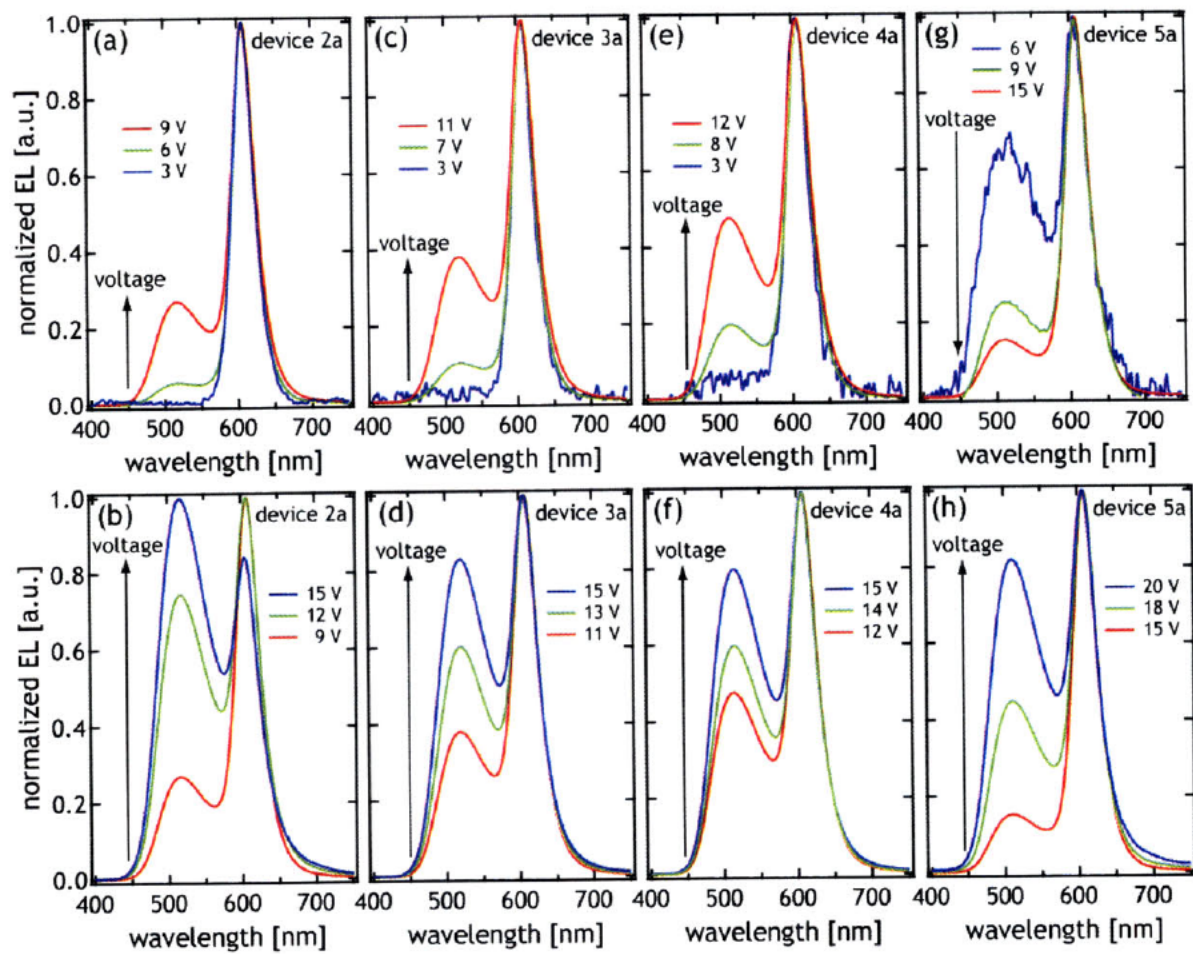 normalized EL [a.u.]
1.0
0.8
0.6
0.4
0.2
0.0
(a)
device 2a
9 V
6 V
3 V
voltage
400 500 600 700
wavelength [nm]
(c)
device 3a
11 V
7 V
3 V
voltage
400 500 600 700
wavelength [nm]
(e)
device 4a
12 V
8 V
3 V
voltage
400 500 600 700
wavelength [nm]
(g)
device 5a
6 V
9 V
15 V
voltage
400 500 600 700
wavelength [nm]
normalized EL [a.u.]
1.0
0.8
0.6
0.4
0.2
0.0
(b)
device 2a
voltage
15 V
12 V
9 V
400 500 600 700
wavelength [nm]
(d)
device 3a
voltage
15 V
13 V
11 V
400 500 600 700
wavelength [nm]
(f)
device 4a
voltage
15 V
14 V
12 V
400 500 600 700
wavelength [nm]
(h)
device 5a
voltage
20 V
18 V
15 V
400 500 600 700
wavelength [nm]